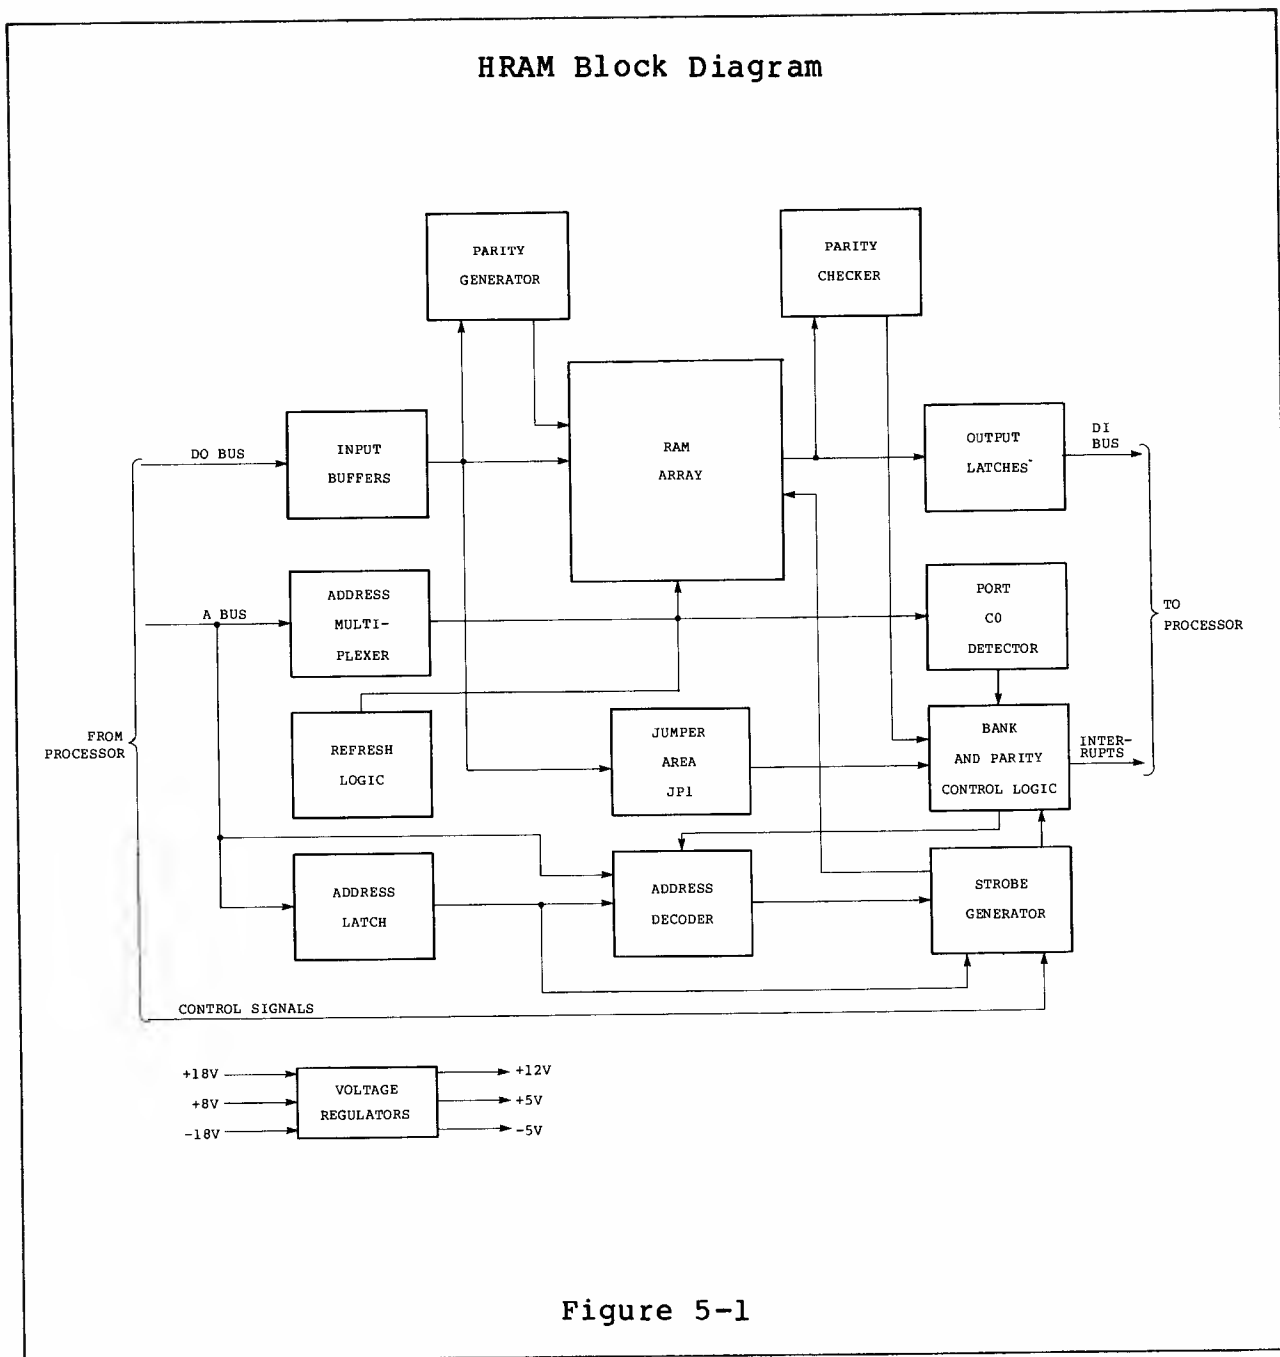 HRAM Block Diagram
PARITY
GENERATOR
PARITY
CHECKER
DO BUS
INPUT
BUFFERS
RAM
ARRAY
OUTPUT
LATCHES
DI
BUS
A BUS
ADDRESS
MULTI-
PLEXER
PORT
C0
DETECTOR
TO
PROCESSOR
FROM
PROCESSOR
REFRESH
LOGIC
JUMPER
AREA
JP1
BANK
AND PARITY
CONTROL LOGIC
INTER-
RUPTS
ADDRESS
LATCH
ADDRESS
DECODER
STROBE
GENERATOR
CONTROL SIGNALS
+18V
+8V
-18V
VOLTAGE
REGULATORS
+12V
+5V
-5V
Figure 5-1